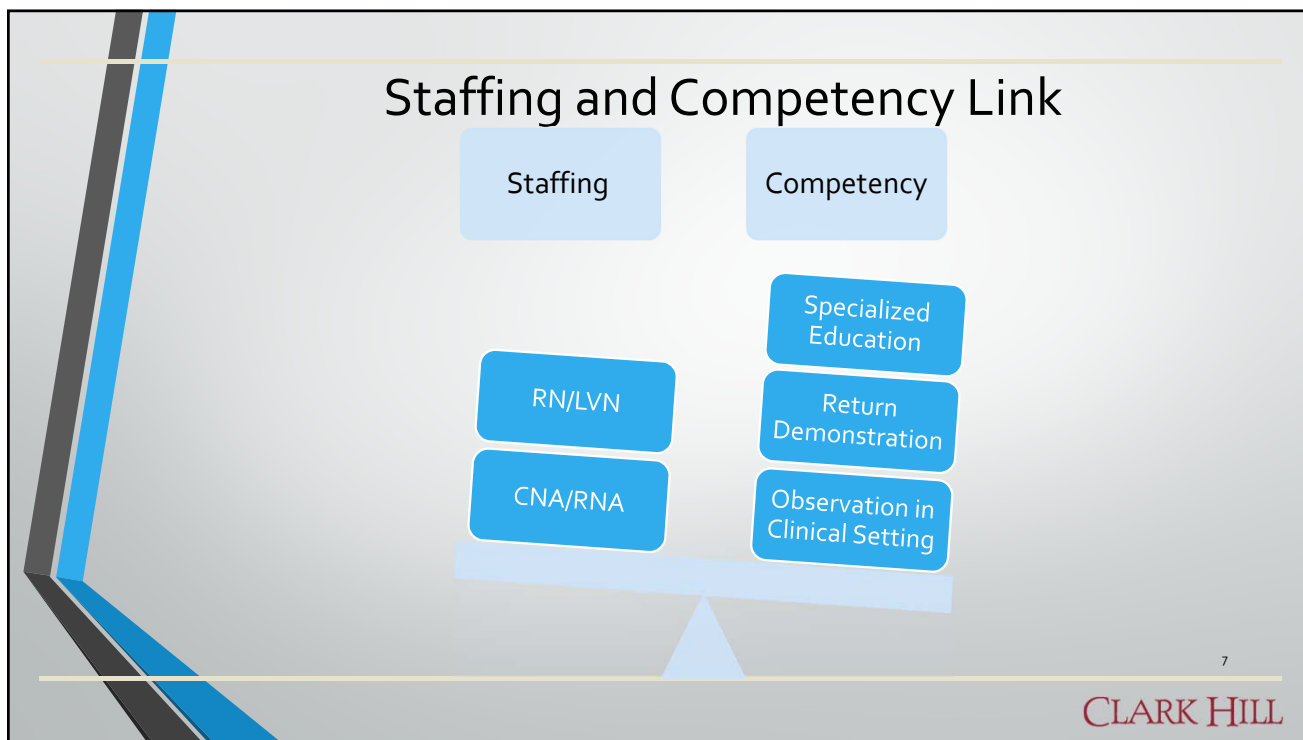 Staffing and Competency Link
Staffing
Competency
RN/LVN
CNA/RNA
Specialized
Education
Return
Demonstration
Observation in
Clinical Setting
7
CLARK HILL